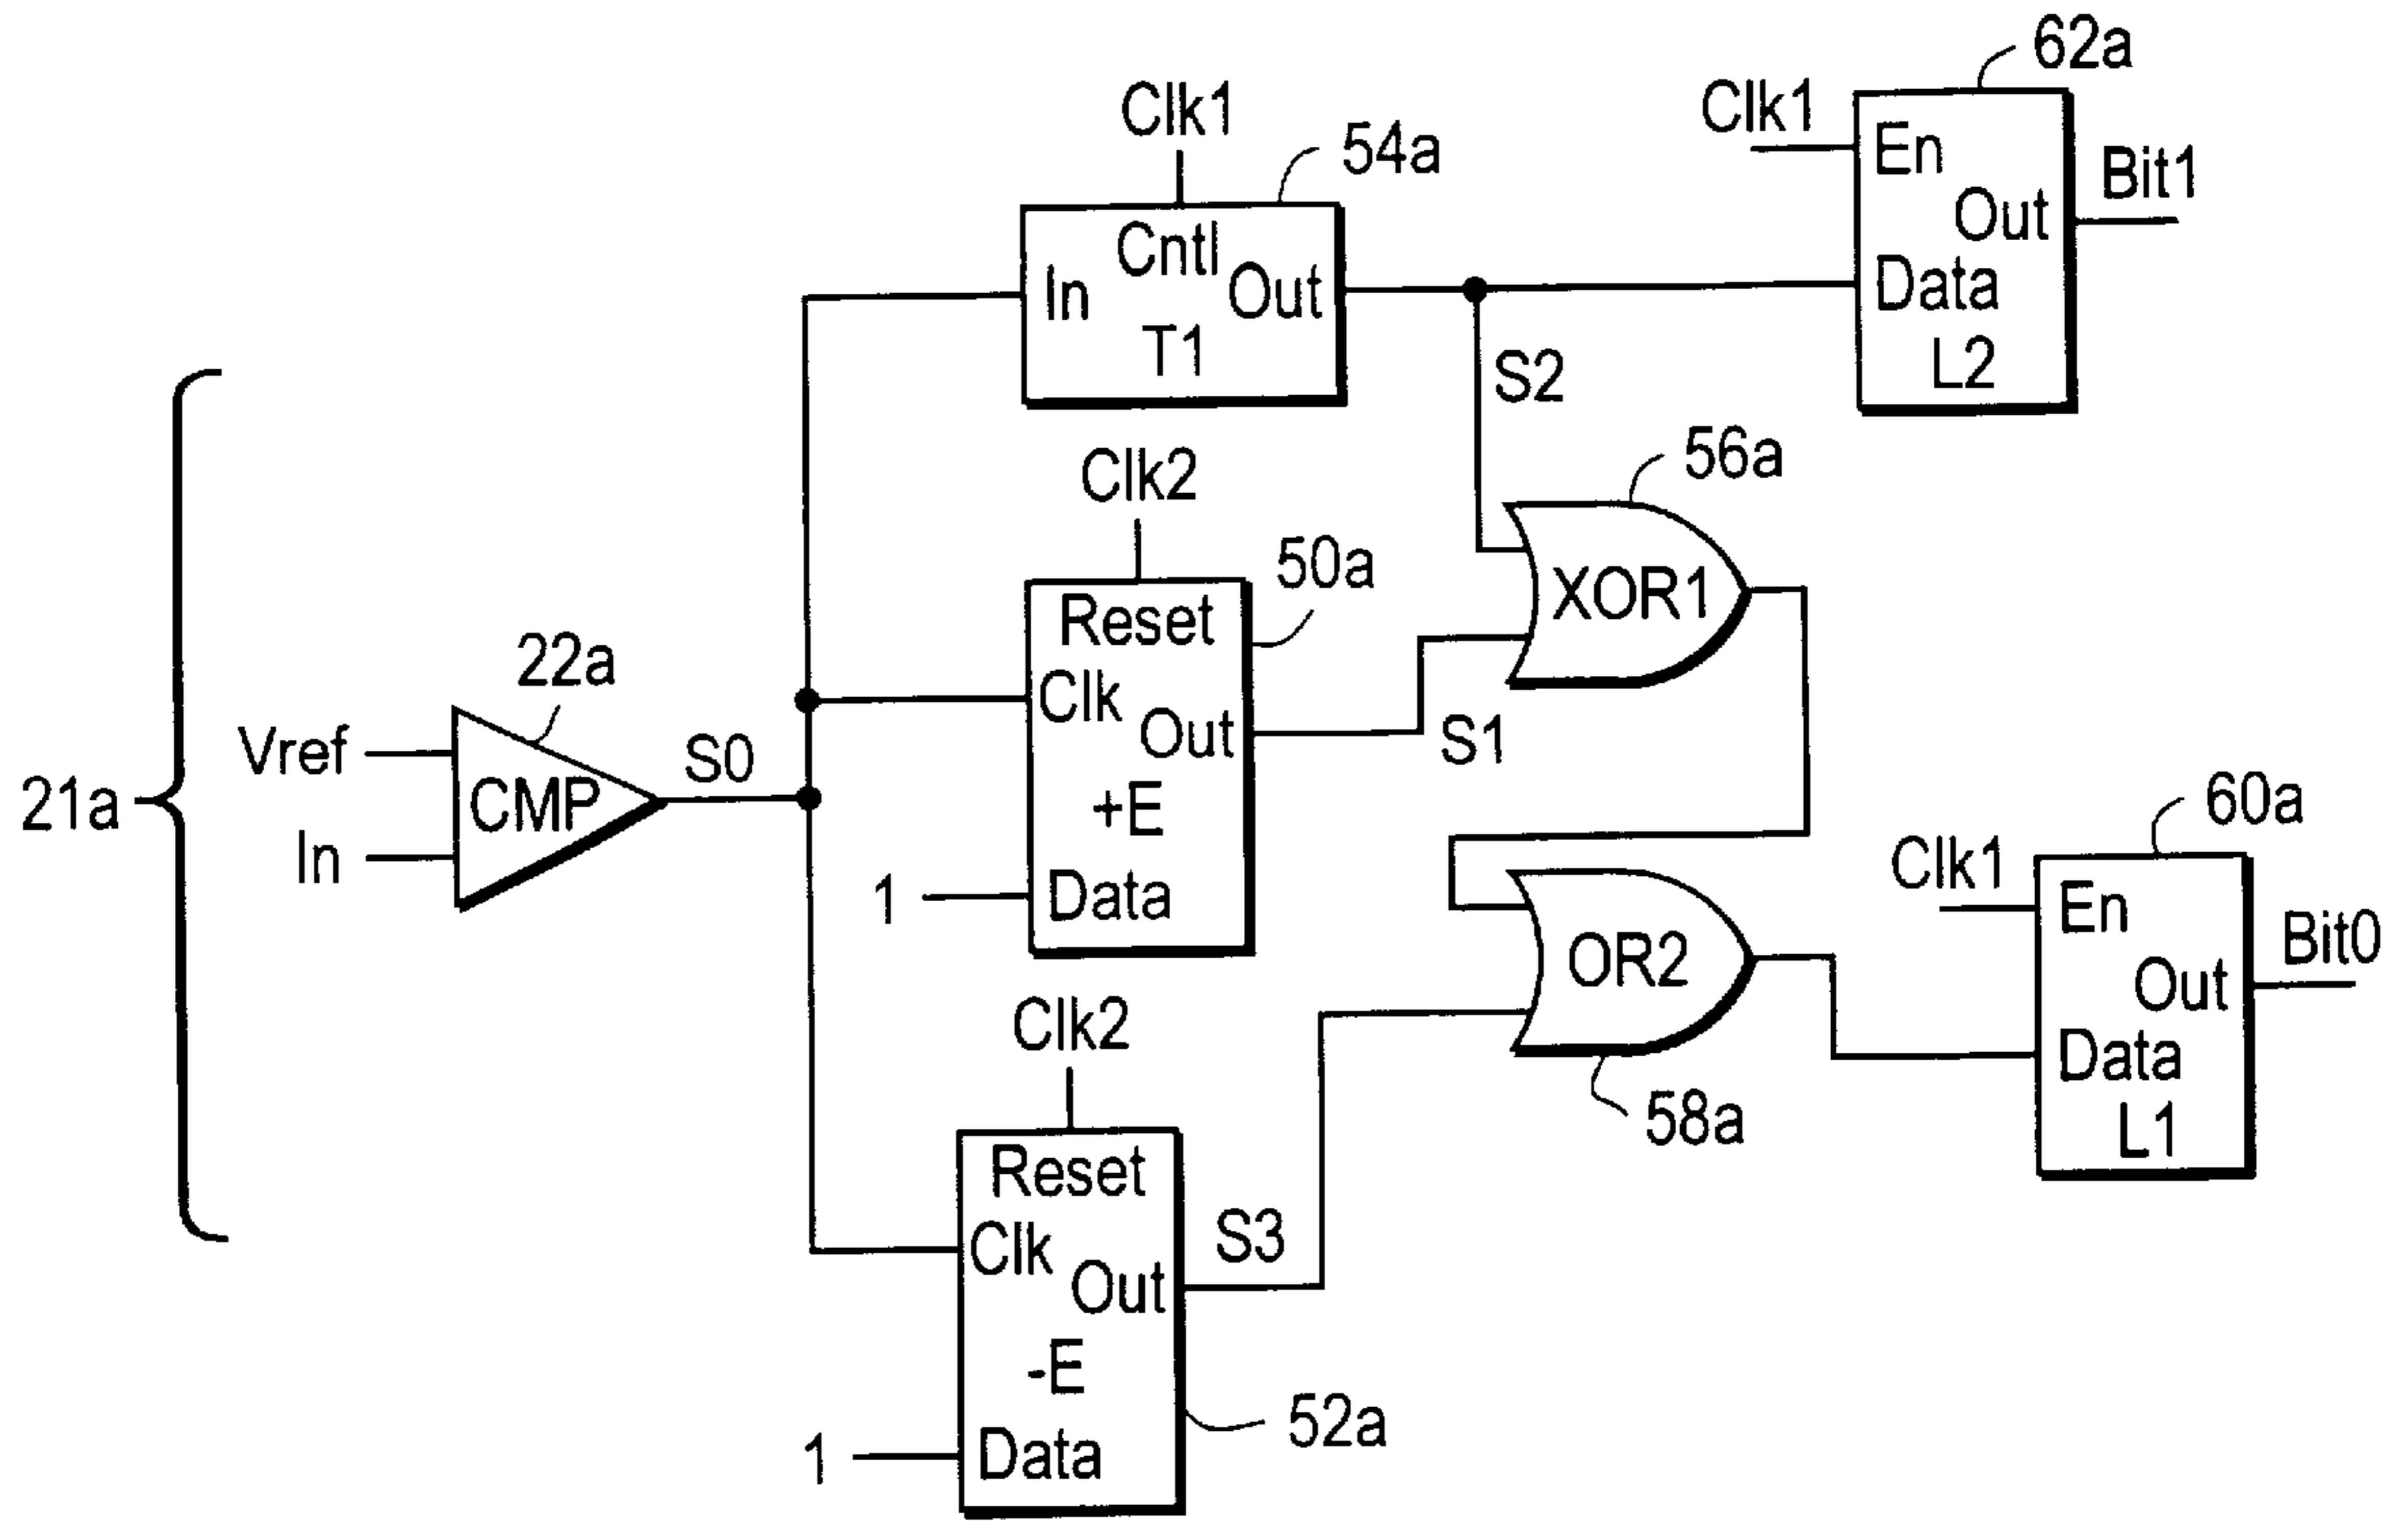 62a
Clk1
Clk1
54a
En
Bit1
Out
Cntl
In
Out
Data
T1
S2
L2
56a
Clk2
50a
XOR1
Reset
22a
Clk
Out
S1
Vref
S0
60a
21a
CMP
+E
Clk1
In
1
Data
En
OR2
Bit0
Out
Clk2
Data
58a
L1
Reset
S3
Clk
Out
-E
52a
1
Data